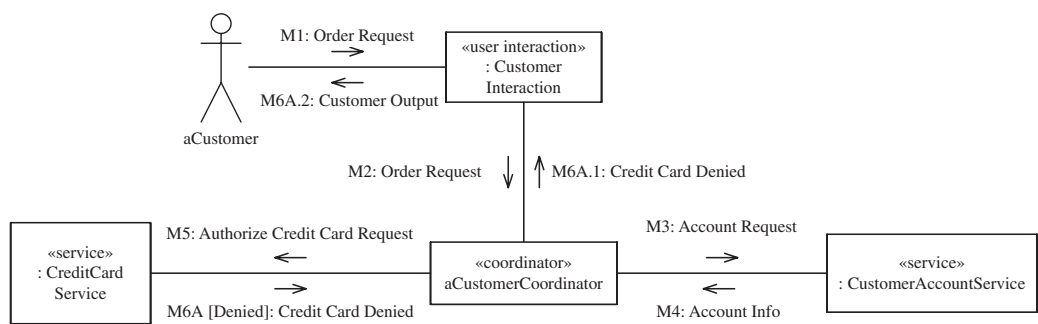 M1: Order Request
«user interaction»
: Customer
Interaction
M6A.2: Customer Output
aCustomer
M2: Order Request
M6A.1: Credit Card Denied
M5: Authorize Credit Card Request
M3: Account Request
«service»
: CreditCard
Service
«coordinator»
aCustomerCoordinator
«service»
: CustomerAccountService
M6A [Denied]: Credit Card Denied
M4: Account Info